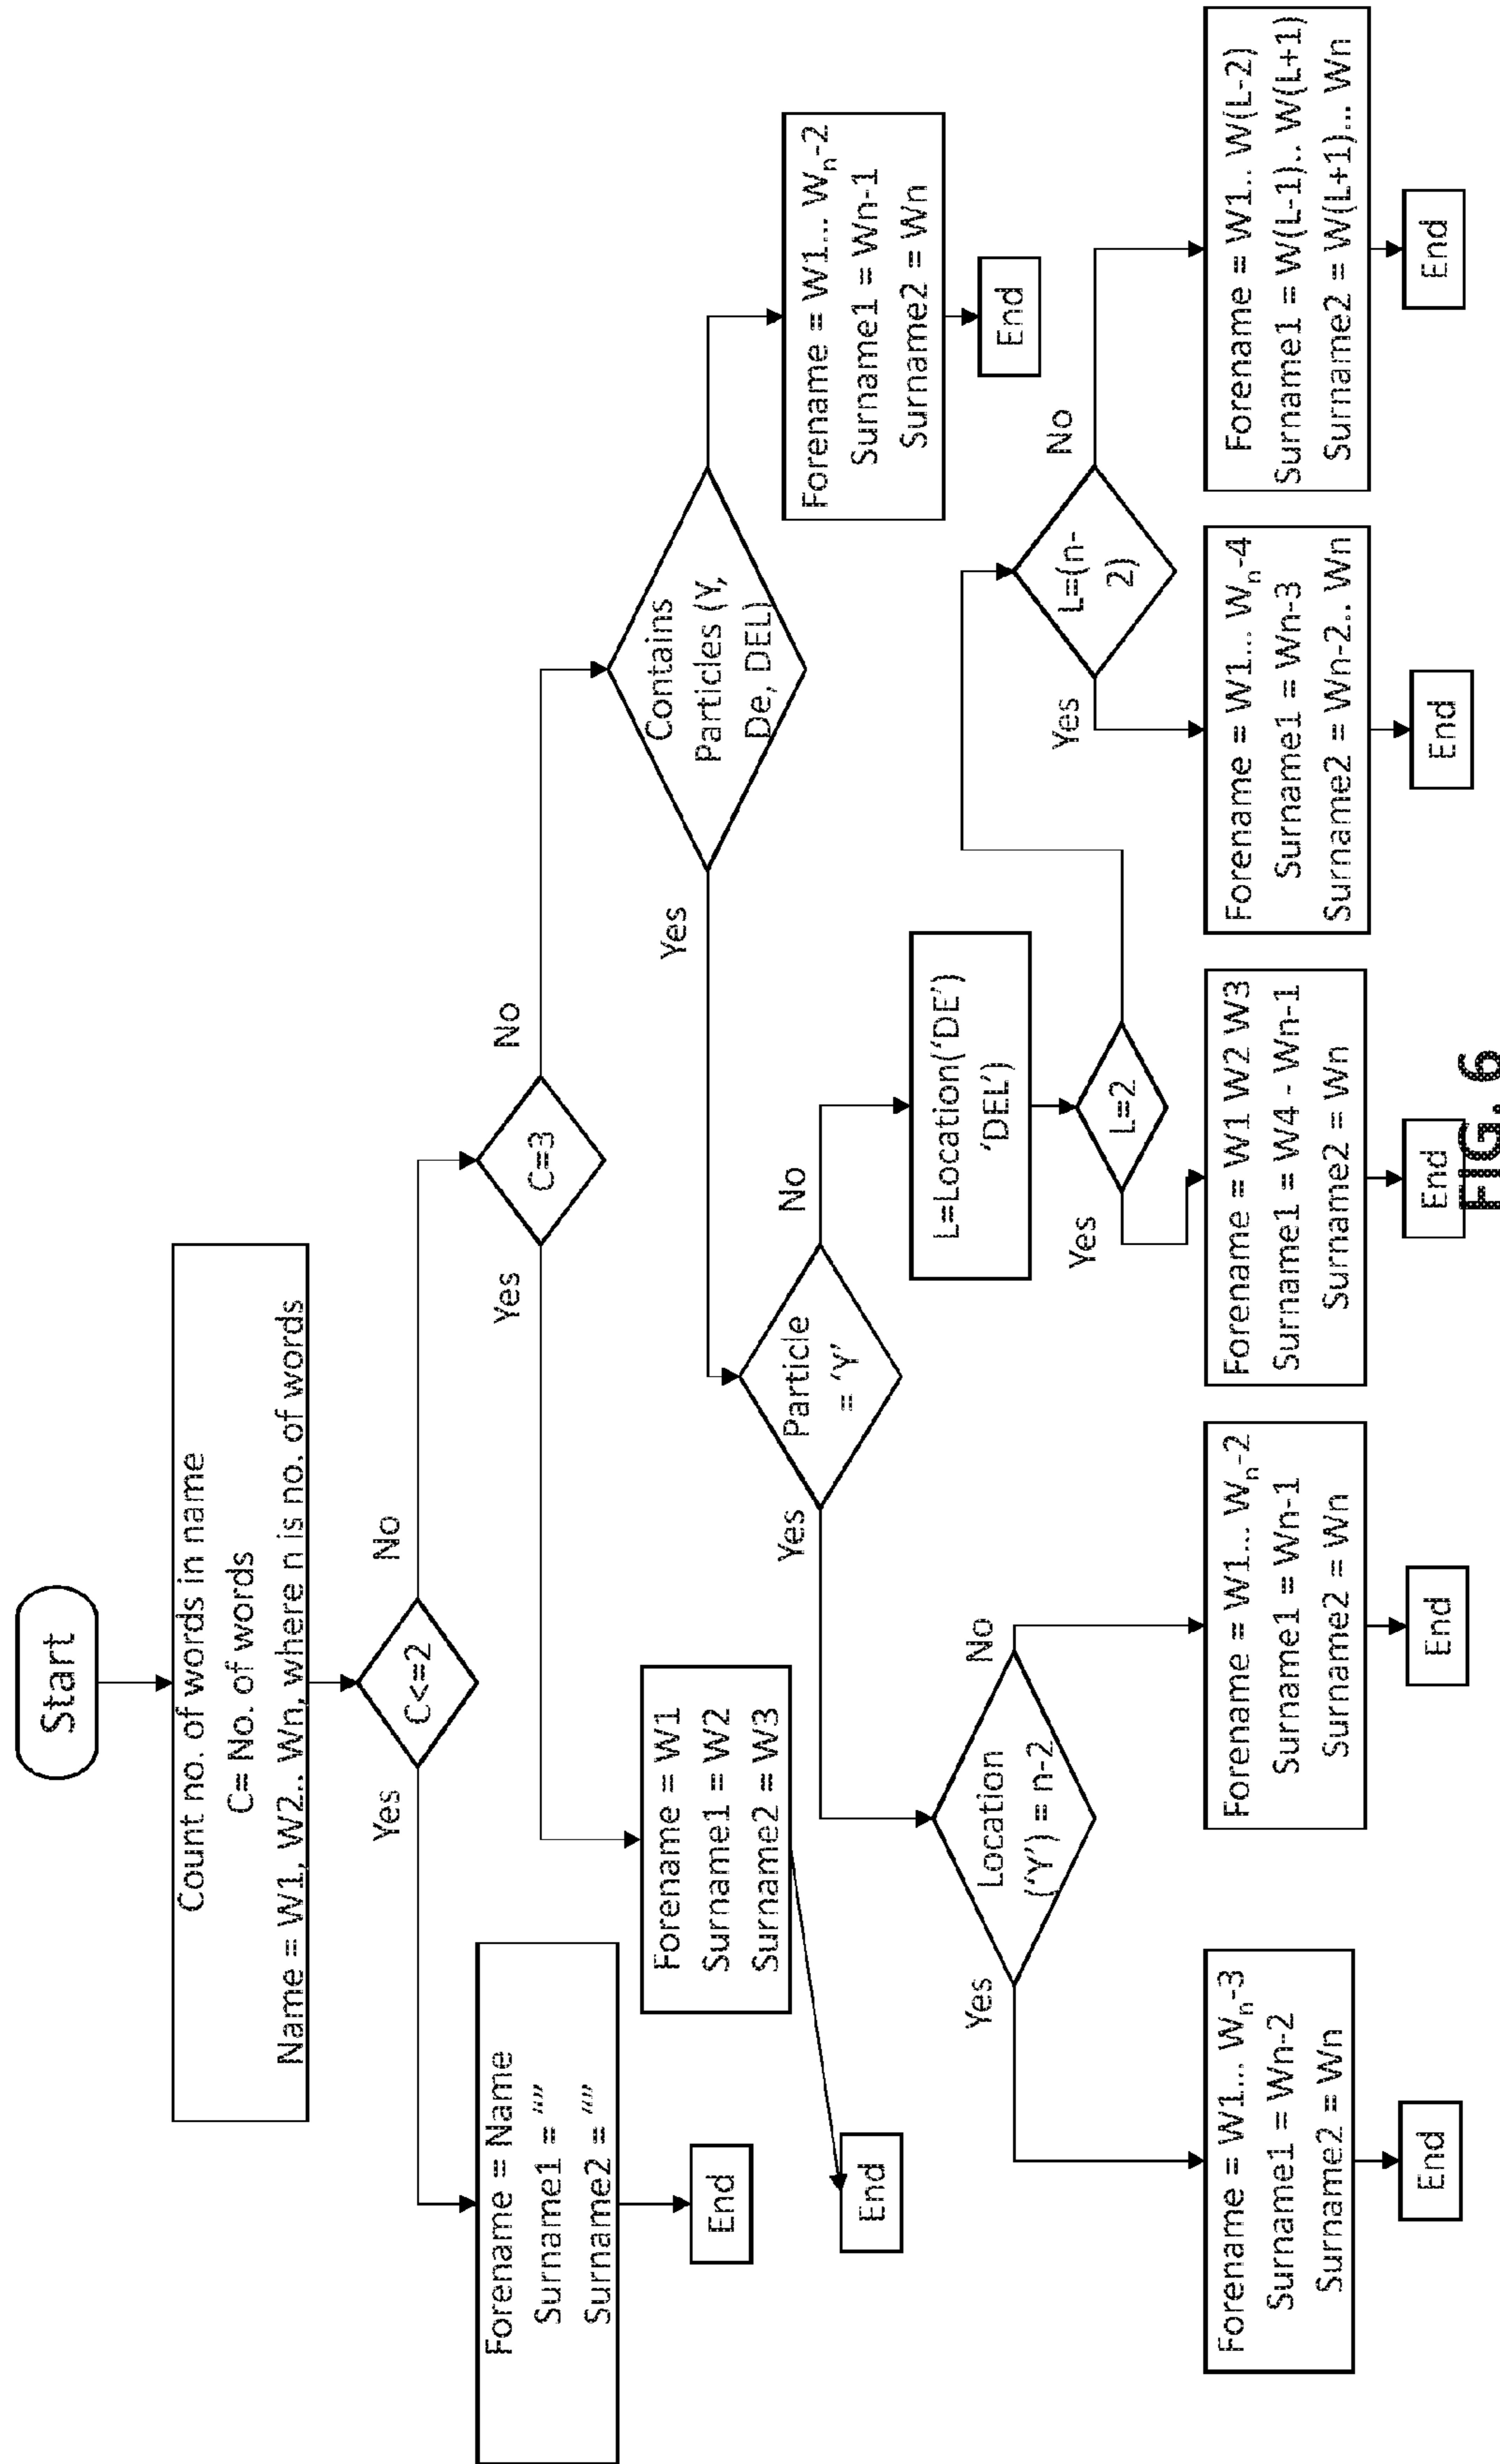 Start
Count no. of words in name
C= No. of words
Name = W1, W2.. Wn, where n is no. of words
C<=2
Yes
No
Forename = Name
Surname1 = “”
Surname2 = “”
End
C=3
Yes
No
Forename = W1
Surname1 = W2
Surname2 = W3
End
Contains
Particles (Y,
De, DEL)
Yes
Forename = W1... Wn-2
Surname1 = Wn-1
Surname2 = Wn
End
Particle
= ‘Y’
Yes
No
Location
(‘Y’) = n-2
Yes
No
L=Location(‘DE’)
‘DEL’)
L=2
Yes
L=(n-
2)
Yes
No
Forename = W1... Wn-3
Surname1 = Wn-2
Surname2 = Wn
End
Forename = W1... Wn-2
Surname1 = Wn-1
Surname2 = Wn
End
Forename = W1 W2 W3
Surname1 = W4 - Wn-1
Surname2 = Wn
End
Forename = W1... Wn-4
Surname1 = Wn-3
Surname2 = Wn-2.. Wn
End
Forename = W1.. W(L-2)
Surname1 = W(L-1).. W(L+1)
Surname2 = W(L+1)... Wn
End
FIG. 6